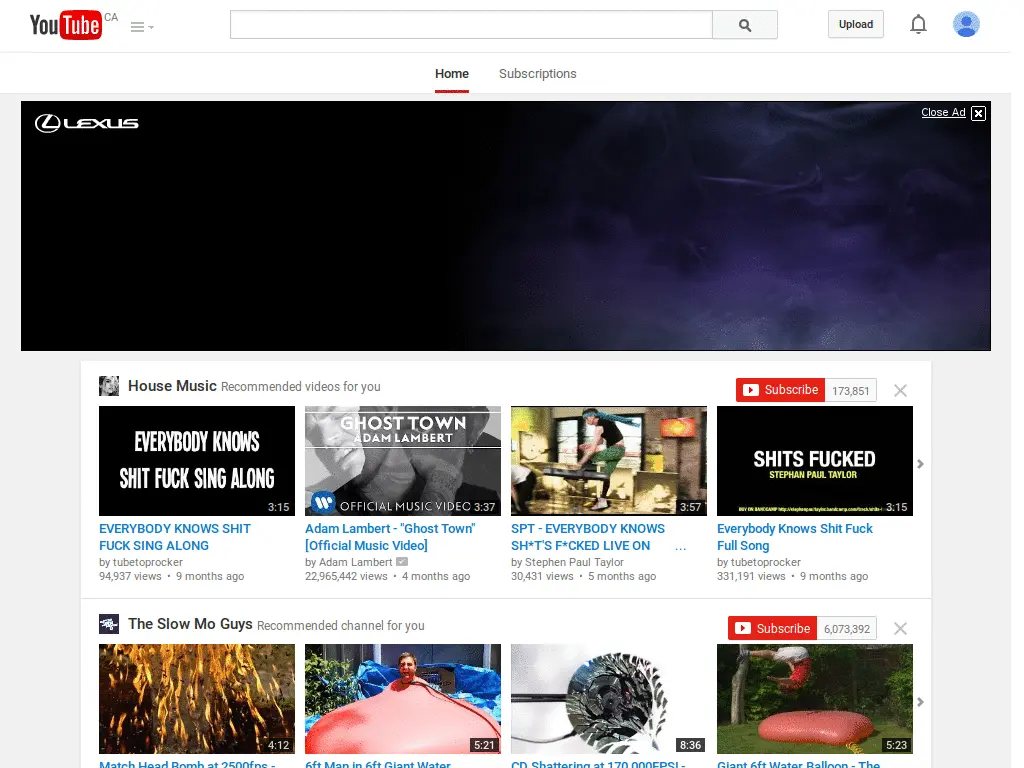 YouTube CA
Upload
Home Subscriptions
LEXUS
Close Ad
House Music Recommended videos for you
Subscribe 173,851
EVERYBODY KNOWS
SHIT FUCK SING ALONG
3:15
GHOST TOWN
ADAM LAMBERT
OFFICIAL MUSIC VIDEO 3:37
3:57
SHITS FUCKED
STEPHAN PAUL TAYLOR
3:15
EVERYBODY KNOWS SHIT
FUCK SING ALONG
by tubetoprocker
94,937 views • 9 months ago
Adam Lambert - "Ghost Town"
[Official Music Video]
by Adam Lambert
22,965,442 views • 4 months ago
SPT - EVERYBODY KNOWS
SH*T'S F*CKED LIVE ON ...
by Stephen Paul Taylor
30,431 views • 5 months ago
Everybody Knows Shit Fuck
Full Song
by tubetoprocker
331,191 views • 9 months ago
The Slow Mo Guys Recommended channel for you
Subscribe 6,073,392
4:12
5:21
8:36
5:23
Match Head Bomb at 2500fps -
6ft Man in 6ft Giant Water
CD Shattering at 170,000FPS! -
Giant 6ft Water Balloon - The